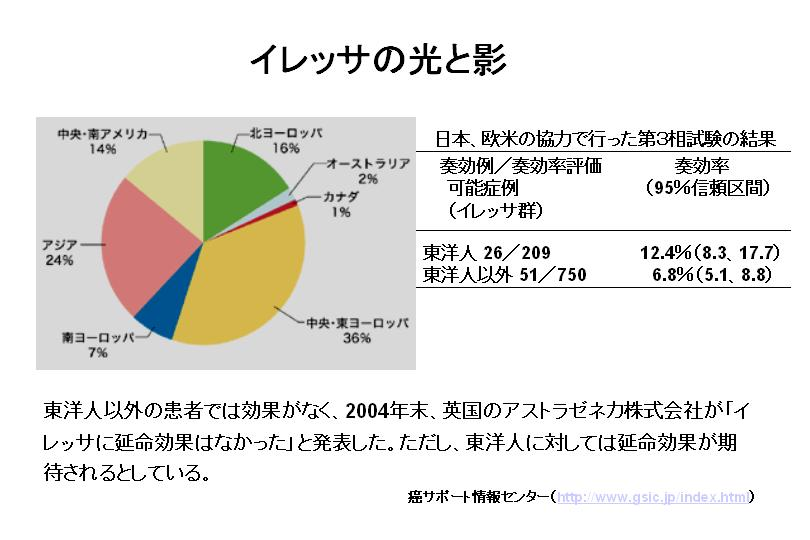 イレッサの光と影
中央・南アメリカ
14%
北ヨーロッパ
16%
オーストラリア
2%
カナダ
1%
アジア
24%
南ヨーロッパ
7%
中央・東ヨーロッパ
36%
日本、欧米の協力で行った第3相試験の結果
奏効例／奏効率評価 奏効率
可能症例 （95％信頼区間）
（イレッサ群）
東洋人 26／209 12.4％（8.3、17.7）
東洋人以外 51／750 6.8％（5.1、8.8）
東洋人以外の患者では効果がなく、2004年末、英国のアストラゼネカ株式会社が「イ
レッサに延命効果はなかった」と発表した。ただし、東洋人に対しては延命効果が期
待されるとしている。
癌サポート情報センター（http://www.gsic.jp/index.html）